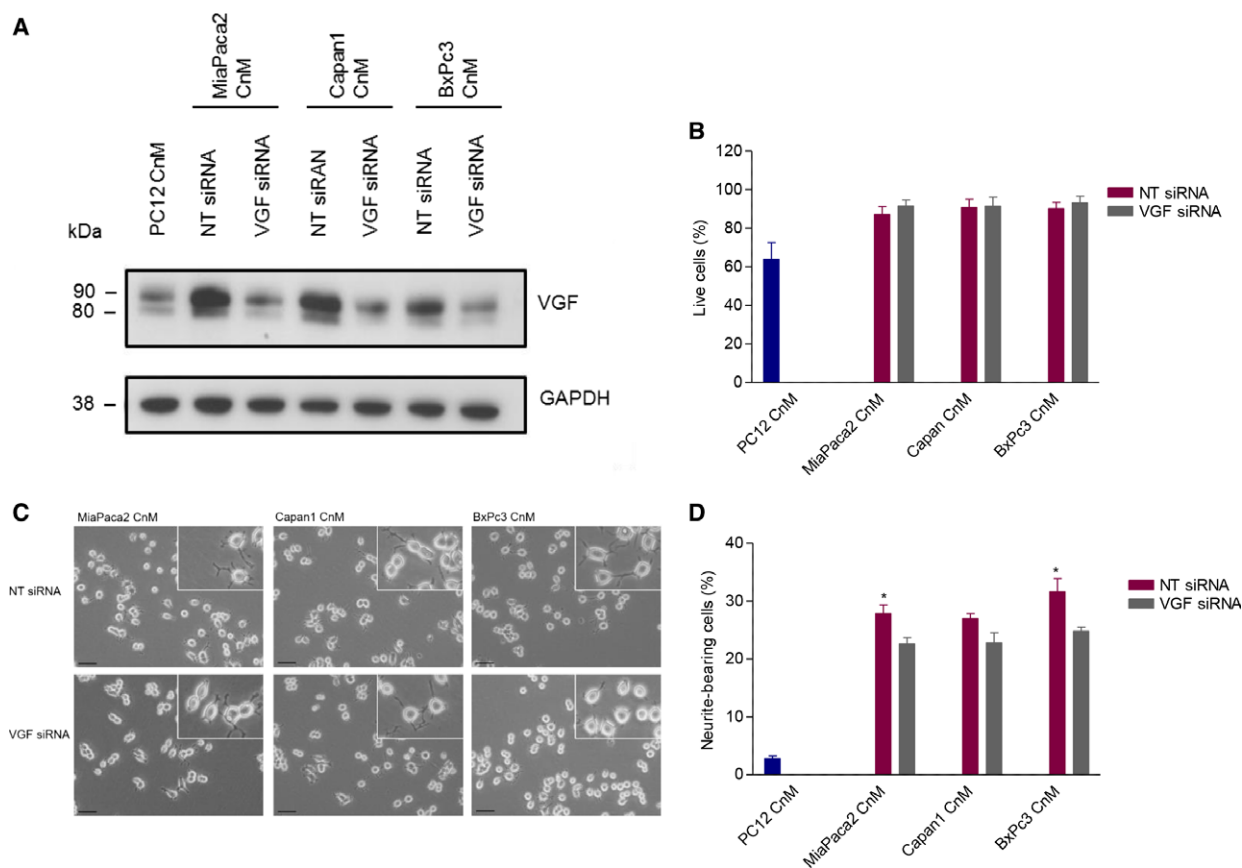 A
MiaPaca2
CnM
Capan1
CnM
BxPc3
CnM
PC12 CnM
NT siRNA
VGF siRNA
NT siRAN
VGF siRNA
NT siRNA
VGF siRNA
kDa
90
80
VGF
38
GAPDH
B
Live cells (%)
120
100
80
60
40
20
0
PC12 CnM
MiaPaca2 CnM
Capan CnM
BxPc3 CnM
NT siRNA
VGF siRNA
C
MiaPaca2 CnM
Capan1 CnM
BxPc3 CnM
NT siRNA
VGF siRNA
D
Neurite-bearing cells (%)
40
30
20
10
0
*
*
PC12 CnM
MiaPaca2 CnM
Capan1 CnM
BxPc3 CnM
NT siRNA
VGF siRNA